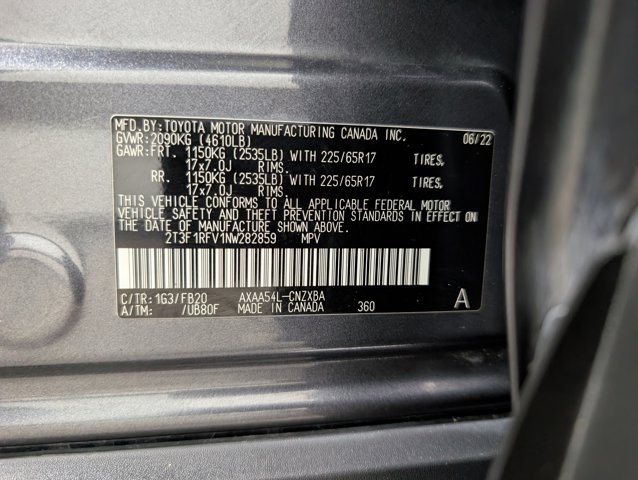 MFD.BY:TOYOTA MOTOR MANUFACTURING CANADA INC. 06/22
GVWR:2090KG (4610LB)
GAWR:FRT. 1150KG (2535LB) WITH 225/65R17 TIRES,
17x7.0J RIMS.
RR. 1150KG (2535LB) WITH 225/65R17 TIRES,
17x7.0J RIMS.
THIS VEHICLE CONFORMS TO ALL APPLICABLE FEDERAL MOTOR
VEHICLE SAFETY AND THEFT PREVENTION STANDARDS IN EFFECT ON
THE DATE OF MANUFACTURE SHOWN ABOVE.
2T3F1RFV1NW282859 MPV
C/TR: 1G3/FB20 AXAA54L-CNZXBA A
A/TM: /UB80F MADE IN CANADA 360